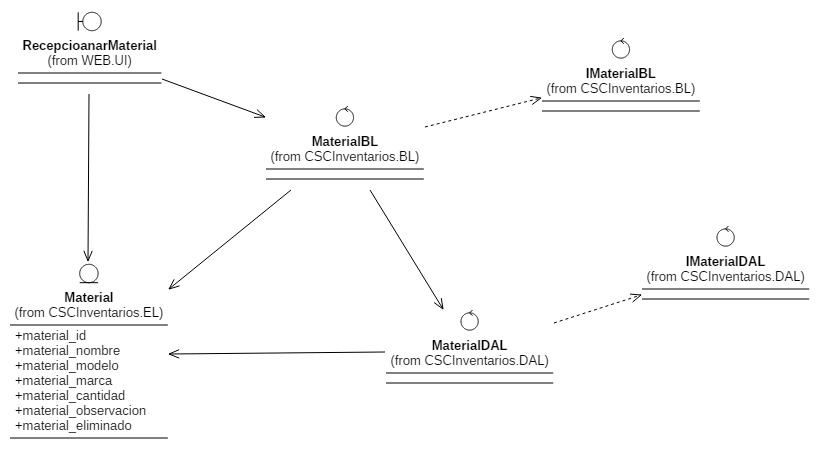 RecepcioanarMaterial
(from WEB.UI)
IMaterialBL
(from CSCInventarios.BL)
MaterialBL
(from CSCInventarios.BL)
IMaterialDAL
(from CSCInventarios.DAL)
Material
(from CSCInventarios.EL)
+material_id
+material_nombre
+material_modelo
+material_marca
+material_cantidad
+material_observacion
+material_eliminado
MaterialDAL
(from CSCInventarios.DAL)